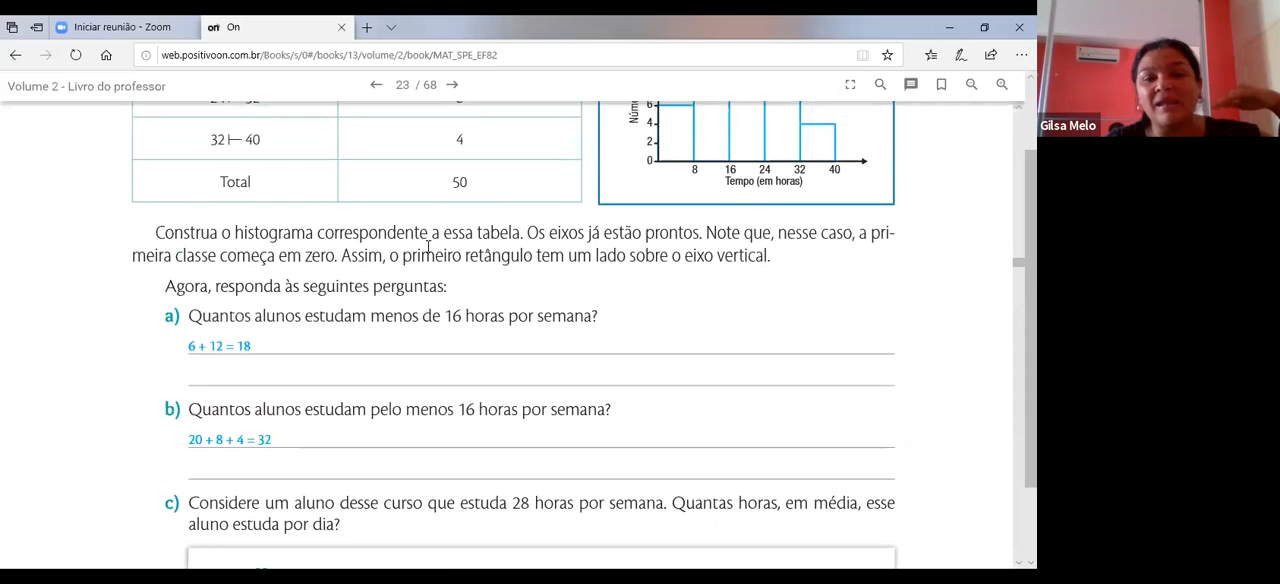 Iniciar reunião - Zoom
on On
web.positivoon.com.br/Books/s/0#/books/13/volume/2/book/MAT_SPE_EF82
Volume 2 - Livro do professor
23 / 68
Gilsa Melo
32 ⊢ 40 4
Total 50
6
4
2
0
8 16 24 32 40
Tempo (em horas)
Construa o histograma correspondente a essa tabela. Os eixos já estão prontos. Note que, nesse caso, a pri-
meira classe começa em zero. Assim, o primeiro retângulo tem um lado sobre o eixo vertical.
Agora, responda às seguintes perguntas:
a) Quantos alunos estudam menos de 16 horas por semana?
6 + 12 = 18
b) Quantos alunos estudam pelo menos 16 horas por semana?
20 + 8 + 4 = 32
c) Considere um aluno desse curso que estuda 28 horas por semana. Quantas horas, em média, esse
aluno estuda por dia?